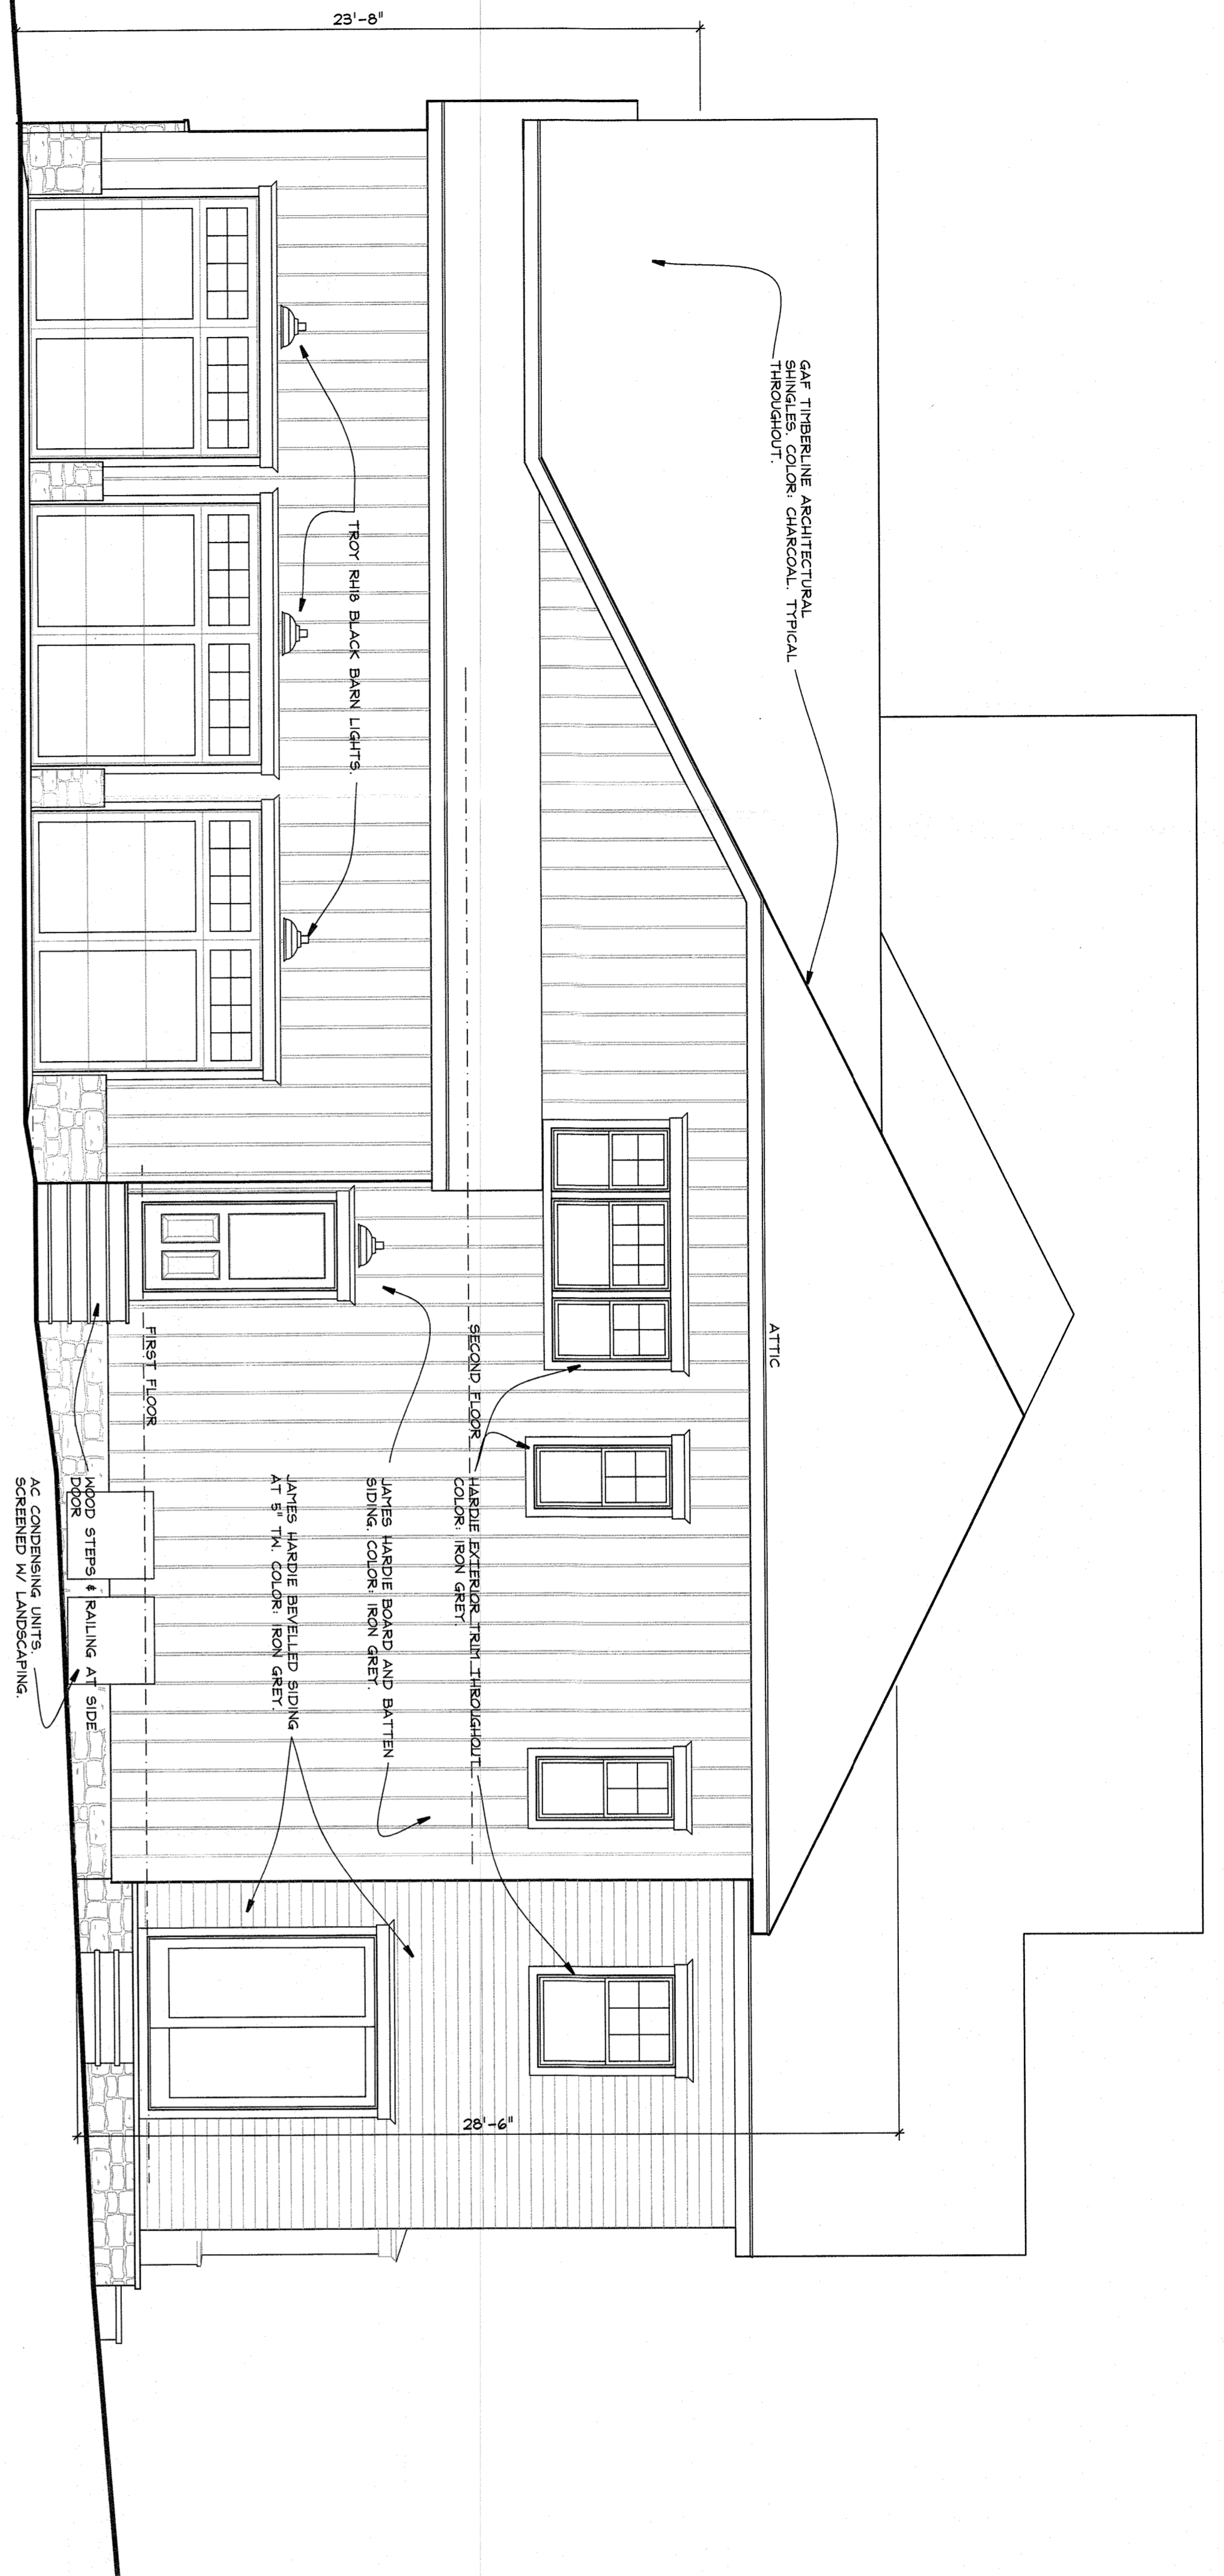 23'-8"
GAF TIMBERLINE ARCHITECTURAL
SHINGLES. COLOR: CHARCOAL. TYPICAL
THROUGHOUT.
TROY RH18 BLACK BARN LIGHTS.
ATTIC
SECOND FLOOR
FIRST FLOOR
HARDIE EXTERIOR TRIM THROUGHOUT
COLOR: IRON GREY.
JAMES HARDIE BOARD AND BATTEN
SIDING. COLOR: IRON GREY.
JAMES HARDIE BEVELLED SIDING
AT 5" TW. COLOR: IRON GREY.
WOOD STEPS & RAILING AT SIDE
DOOR
AC CONDENSING UNITS.
SCREENED W/ LANDSCAPING.
28'-6"